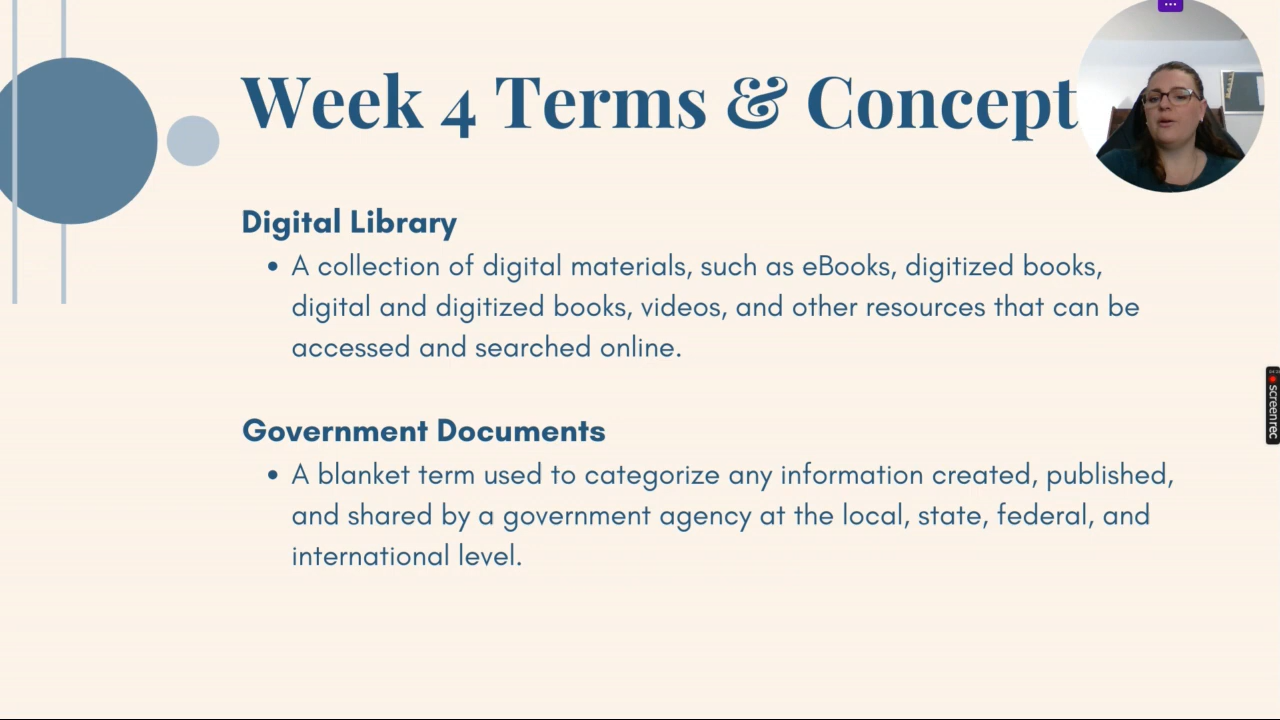 Week 4 Terms & Concept
Digital Library
• A collection of digital materials, such as eBooks, digitized books,
digital and digitized books, videos, and other resources that can be
accessed and searched online.
Government Documents
• A blanket term used to categorize any information created, published,
and shared by a government agency at the local, state, federal, and
international level.
screenrec